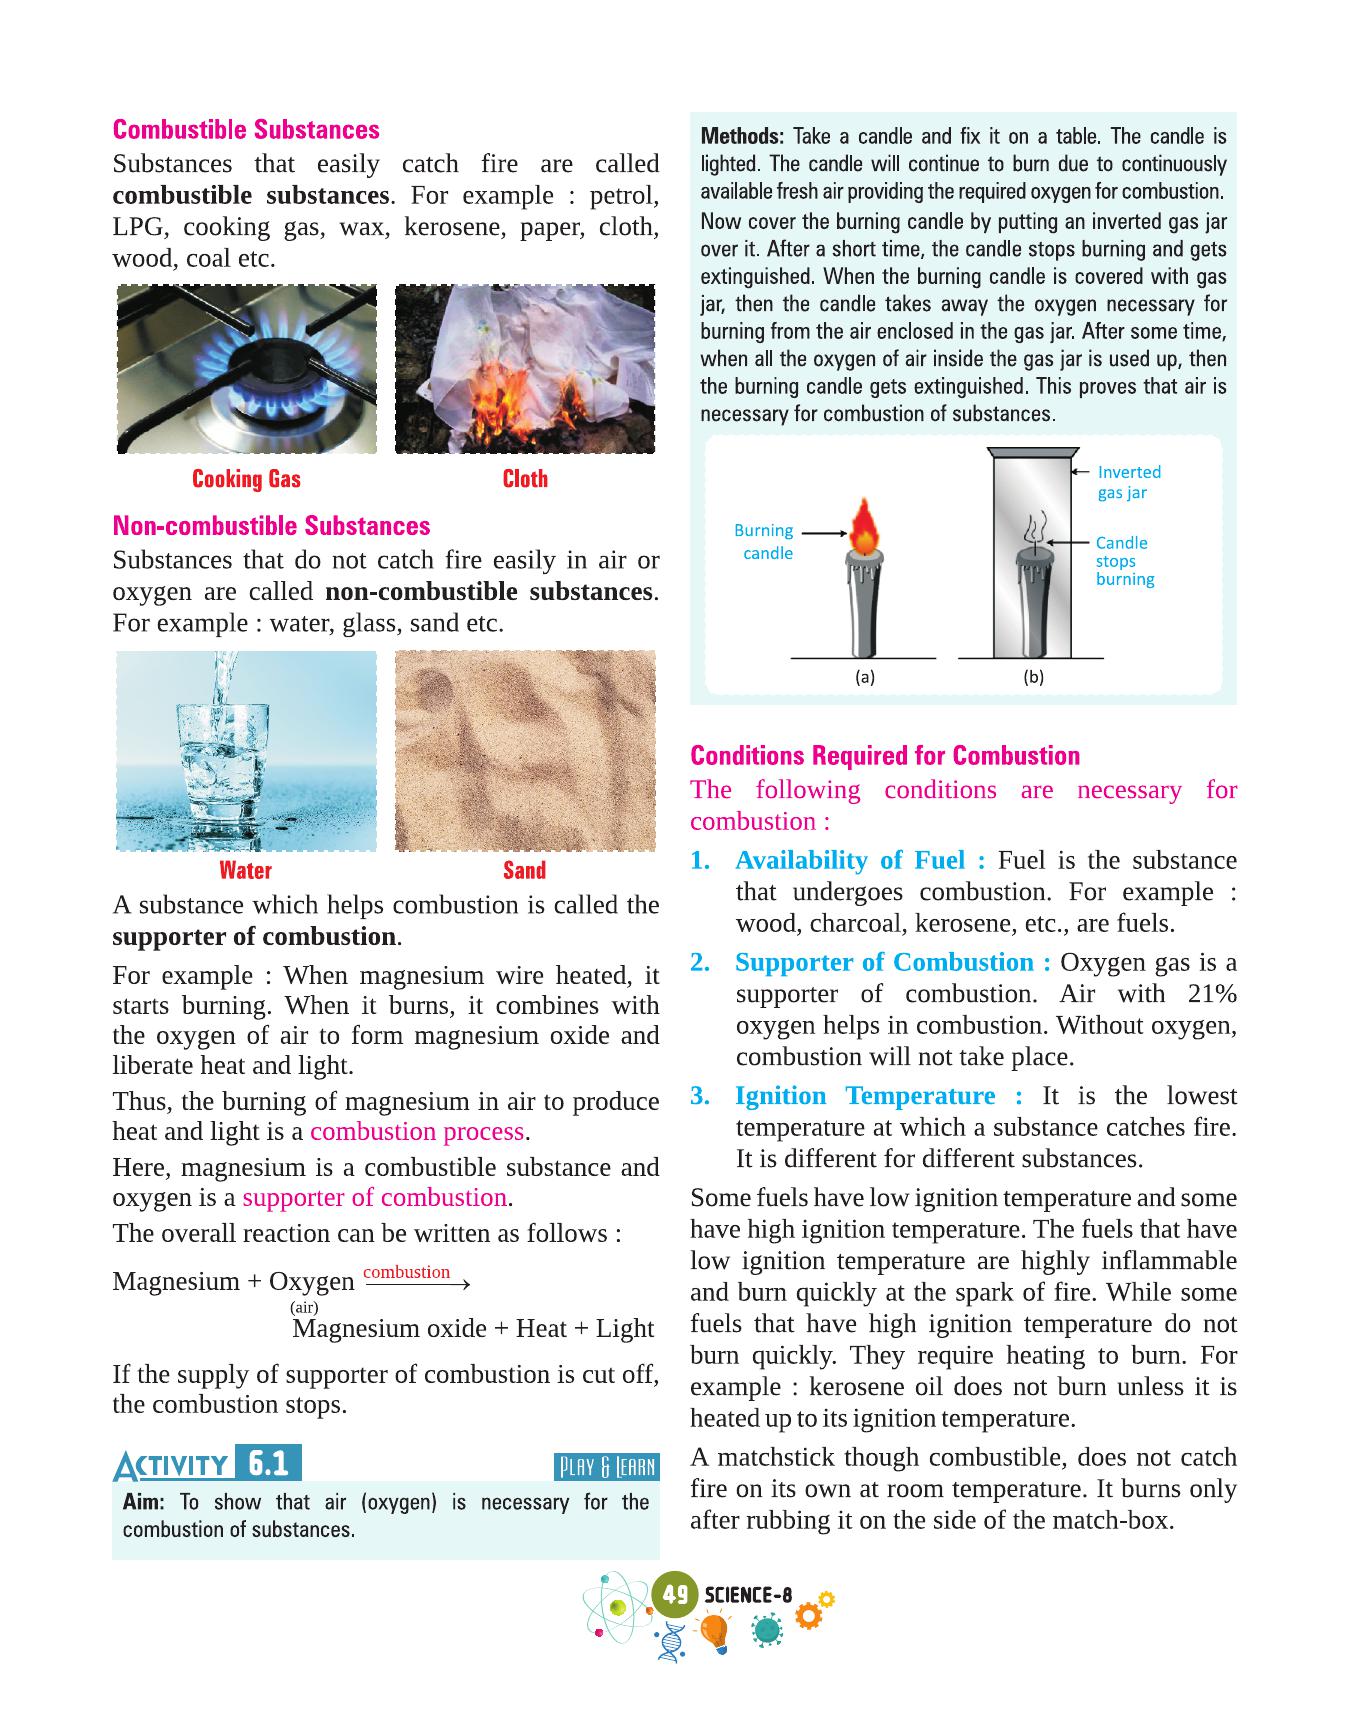 Combustible Substances
Substances that easily catch fire are called
combustible substances. For example : petrol,
LPG, cooking gas, wax, kerosene, paper, cloth,
wood, coal etc.
Cooking Gas
Cloth
Non-combustible Substances
Substances that do not catch fire easily in air or
oxygen are called non-combustible substances.
For example : water, glass, sand etc.
Water
Sand
A substance which helps combustion is called the
supporter of combustion.
For example : When magnesium wire heated, it
starts burning. When it burns, it combines with
the oxygen of air to form magnesium oxide and
liberate heat and light.
Thus, the burning of magnesium in air to produce
heat and light is a combustion process.
Here, magnesium is a combustible substance and
oxygen is a supporter of combustion.
The overall reaction can be written as follows :
Magnesium + Oxygen combustion →
(air)
Magnesium oxide + Heat + Light
If the supply of supporter of combustion is cut off,
the combustion stops.
ACTIVITY 6.1
PLAY & LEARN
Aim: To show that air (oxygen) is necessary for the
combustion of substances.
Methods: Take a candle and fix it on a table. The candle is
lighted. The candle will continue to burn due to continuously
available fresh air providing the required oxygen for combustion.
Now cover the burning candle by putting an inverted gas jar
over it. After a short time, the candle stops burning and gets
extinguished. When the burning candle is covered with gas
jar, then the candle takes away the oxygen necessary for
burning from the air enclosed in the gas jar. After some time,
when all the oxygen of air inside the gas jar is used up, then
the burning candle gets extinguished. This proves that air is
necessary for combustion of substances.
Burning
candle
Inverted
gas jar
Candle
stops
burning
(a)
(b)
Conditions Required for Combustion
The following conditions are necessary for
combustion :
1. Availability of Fuel : Fuel is the substance
that undergoes combustion. For example :
wood, charcoal, kerosene, etc., are fuels.
2. Supporter of Combustion : Oxygen gas is a
supporter of combustion. Air with 21%
oxygen helps in combustion. Without oxygen,
combustion will not take place.
3. Ignition Temperature : It is the lowest
temperature at which a substance catches fire.
It is different for different substances.
Some fuels have low ignition temperature and some
have high ignition temperature. The fuels that have
low ignition temperature are highly inflammable
and burn quickly at the spark of fire. While some
fuels that have high ignition temperature do not
burn quickly. They require heating to burn. For
example : kerosene oil does not burn unless it is
heated up to its ignition temperature.
A matchstick though combustible, does not catch
fire on its own at room temperature. It burns only
after rubbing it on the side of the match-box.
49 SCIENCE-8